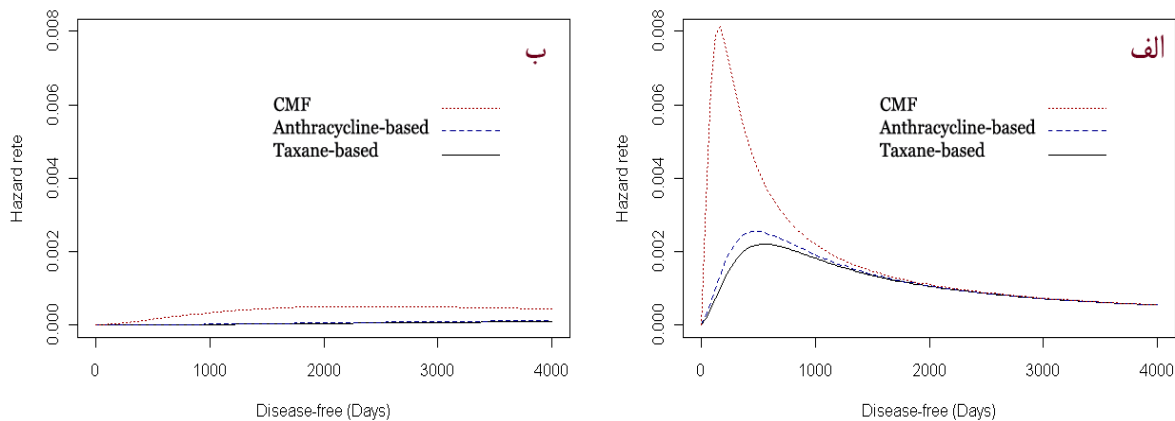 ب
CMF
Anthracycline-based
Taxane-based
Hazard rete
0.000 0.002 0.004 0.006 0.008
0 1000 2000 3000 4000
Disease-free (Days)
الف
CMF
Anthracycline-based
Taxane-based
Hazard rete
0.000 0.002 0.004 0.006 0.008
0 1000 2000 3000 4000
Disease-free (Days)